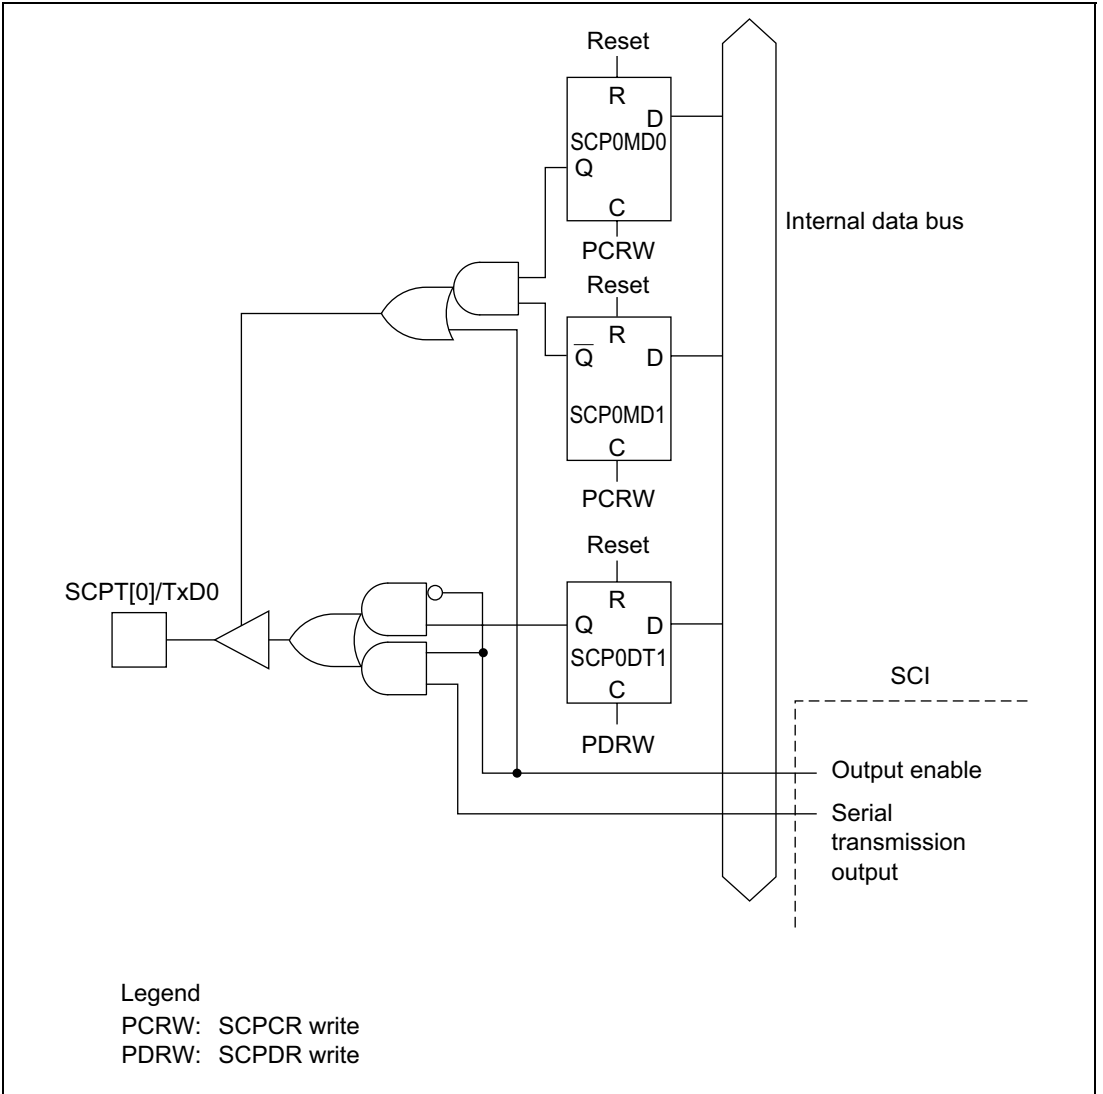 Reset
R
D
SCP0MD0
Q
C
PCRW
Internal data bus
Reset
R
Q̅ D
SCP0MD1
C
PCRW
Reset
SCPT[0]/TxD0
R
Q D
SCP0DT1
C
PDRW
SCI
Output enable
Serial
transmission
output
Legend
PCRW: SCPCR write
PDRW: SCPDR write